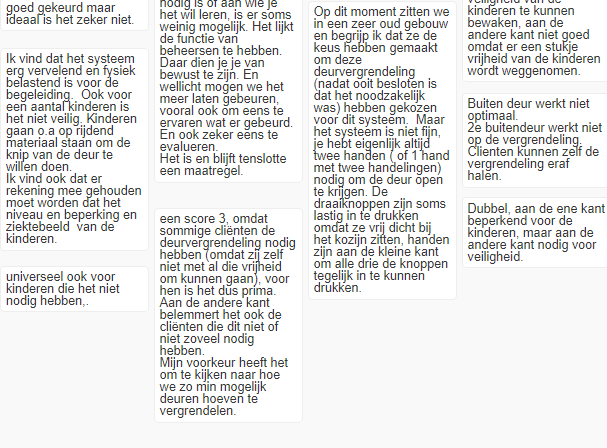 goed gekeurd maar
ideaal is het zeker niet.
Ik vind dat het systeem
erg vervelend en fysiek
belastend is voor de
begeleiding.  Ook voor
een aantal kinderen is
het niet veilig. Kinderen
gaan o.a op rijdend
materiaal staan om de
knip van de deur te
willen doen.
Ik vind ook dat er
rekening mee gehouden
moet worden dat het
niveau en beperking en
ziektebeeld  van de
kinderen.
universeel ook voor
kinderen die het niet
nodig hebben,.
nodig is of aan wie je
het wil leren, is er soms
weinig mogelijk. Het lijkt
de functie van
beheersen te hebben.
Daar dien je je van
bewust te zijn. En
wellicht mogen we het
meer laten gebeuren,
vooral ook om eens te
ervaren wat er gebeurd.
En ook zeker eens te
evalueren.
Het is en blijft tenslotte
een maatregel.
een score 3, omdat
sommige cliënten de
deurvergrendeling nodig
hebben (omdat zij zelf
niet met al die vrijheid
om kunnen gaan), voor
hen is het dus prima.
Aan de andere kant
belemmert het ook de
cliënten die dit niet of
niet zoveel nodig
hebben.
Mijn voorkeur heeft het
om te kijken naar hoe
we zo min mogelijk
deuren hoeven te
vergrendelen.
Op dit moment zitten we
in een zeer oud gebouw
en begrijp ik dat ze de
keus hebben gemaakt
om deze
deurvergrendeling
(nadat ooit besloten is
dat het noodzakelijk
was) hebben gekozen
voor dit systeem.  Maar
het systeem is niet fijn,
je hebt eigenlijk altijd
twee handen ( of 1 hand
met twee handelingen)
nodig om de deur open
te krijgen. De
draaiknoppen zijn soms
lastig in te drukken
omdat ze vrij dicht bij
het kozijn zitten, handen
zijn aan de kleine kant
om alle drie de knoppen
tegelijk in te kunnen
drukken.
veiligheid van de
kinderen te kunnen
bewaken, aan de
andere kant niet goed
omdat er een stukje
vrijheid van de kinderen
wordt weggenomen.
Buiten deur werkt niet
optimaal.
2e buitendeur werkt niet
op de vergrendeling.
Clienten kunnen zelf de
vergrendeling eraf
halen.
Dubbel, aan de ene kant
beperkend voor de
kinderen, maar aan de
andere kant nodig voor
veiligheid.